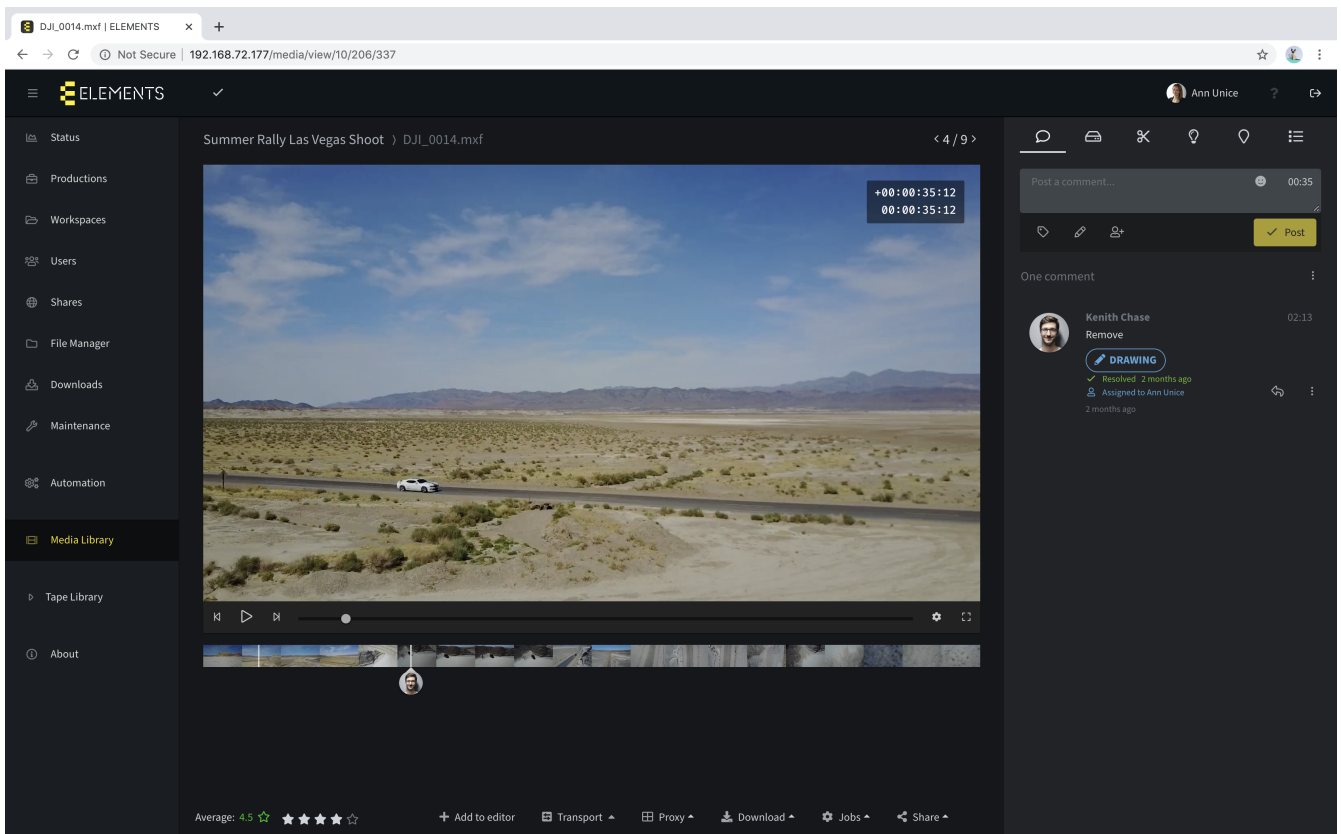 DJI_0014.mxf | ELEMENTS
Not Secure | 192.168.72.177/media/view/10/206/337
ELEMENTS
Ann Unice
?
Status
Productions
Workspaces
Users
Shares
File Manager
Downloads
Maintenance
Automation
Media Library
Tape Library
About
Summer Rally Las Vegas Shoot > DJI_0014.mxf
< 4 / 9 >
+00:00:35:12
00:00:35:12
Average: 4.5
+ Add to editor
Transport
Proxy
Download
Jobs
Share
Post a comment...
00:35
Post
One comment
Kenith Chase
02:13
Remove
DRAWING
Resolved 2 months ago
Assigned to Ann Unice
2 months ago